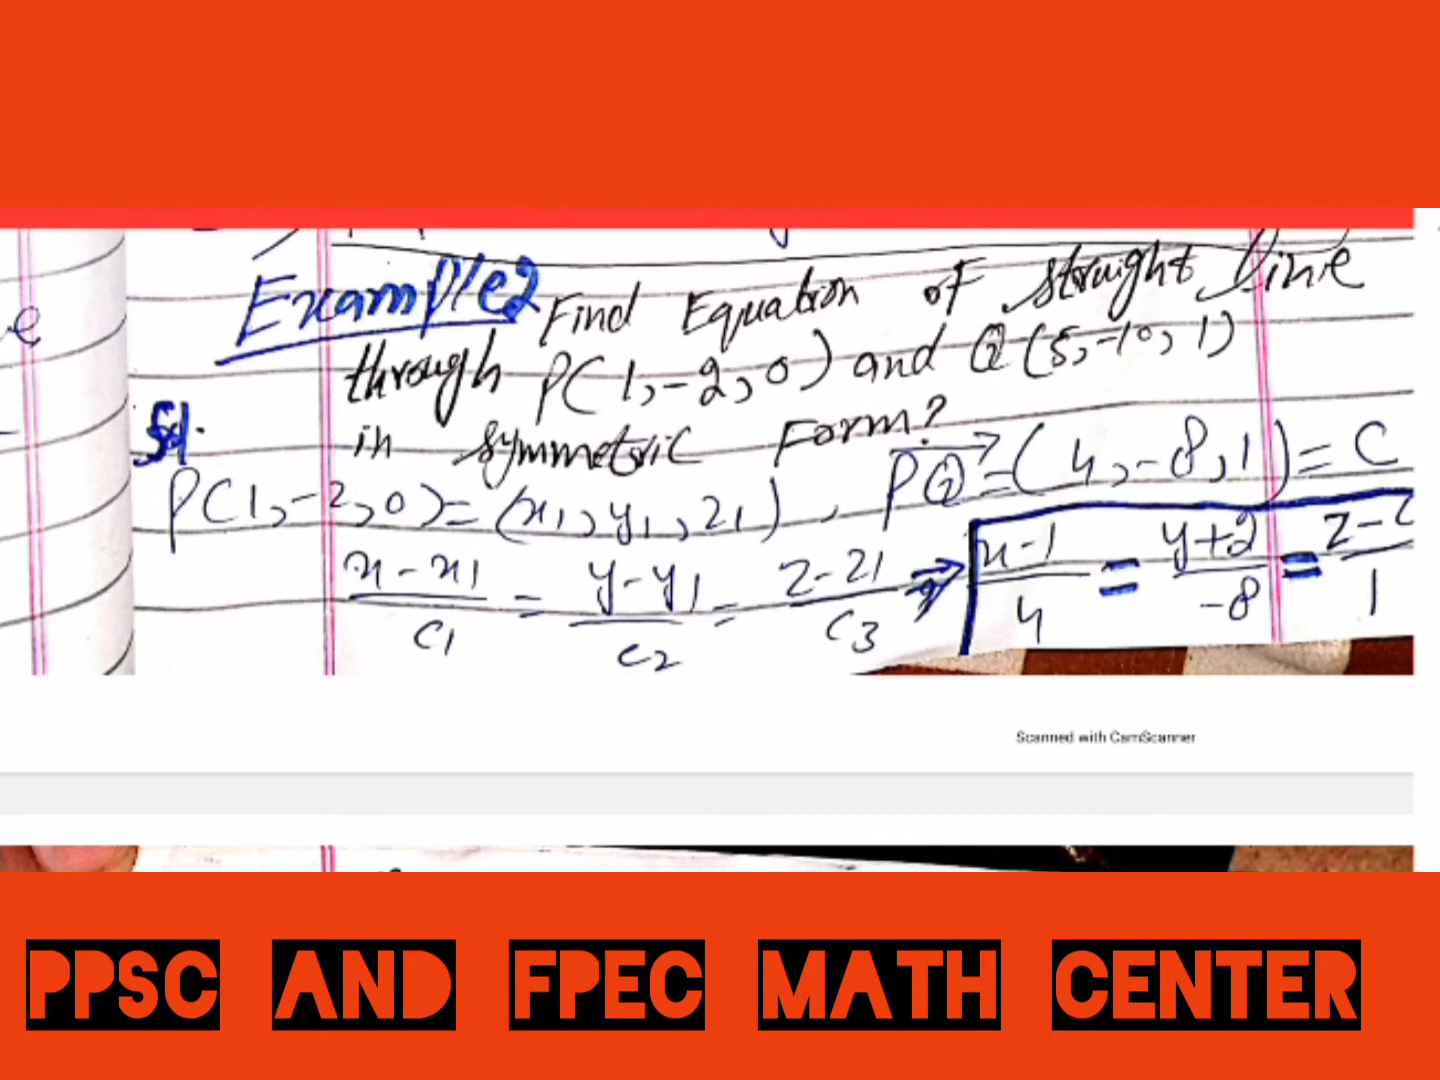 Example 2 Find Equation of straight line
through P(1,-2,0) and Q(5,-10,1)
in symmetric Form?
Sol.
P(1,-2,0)=(x1,y1,z1), PQ→=(4,-8,1)=C
x-x1/c1 = y-y1/c2 = z-z1/c3 ⇒ x-1/4 = y+2/-8 = z-z/1
Scanned with CamScanner
PPSC AND FPEC MATH CENTER